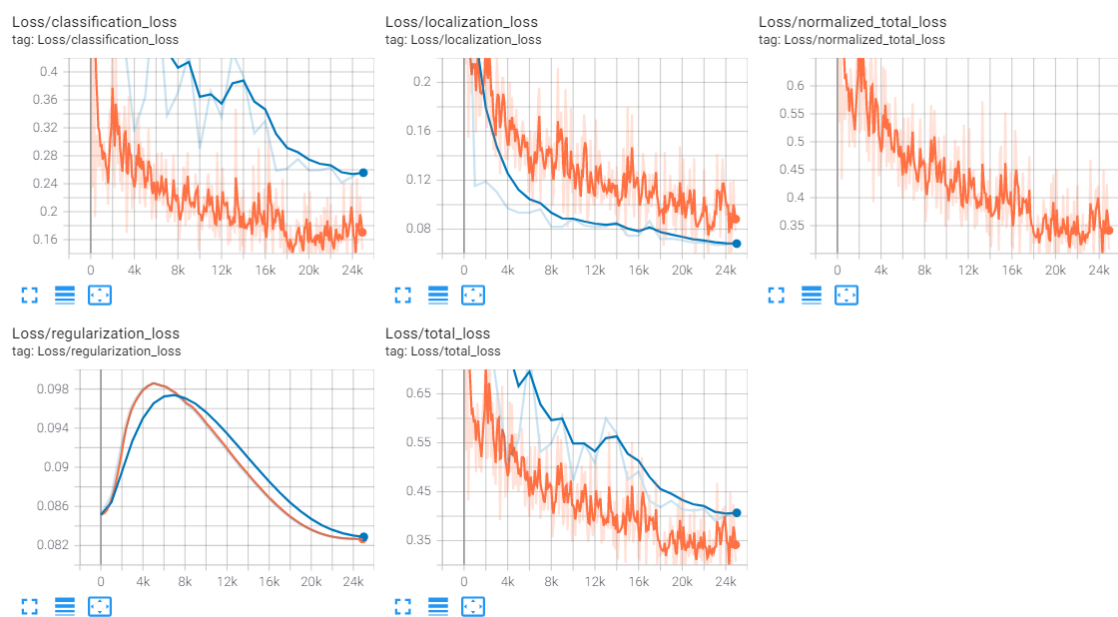 Loss/classification_loss
tag: Loss/classification_loss
0.4
0.36
0.32
0.28
0.24
0.2
0.16
0 4k 8k 12k 16k 20k 24k
Loss/localization_loss
tag: Loss/localization_loss
0.2
0.16
0.12
0.08
0 4k 8k 12k 16k 20k 24k
Loss/normalized_total_loss
tag: Loss/normalized_total_loss
0.6
0.55
0.5
0.45
0.4
0.35
0 4k 8k 12k 16k 20k 24k
Loss/regularization_loss
tag: Loss/regularization_loss
0.098
0.094
0.09
0.086
0.082
0 4k 8k 12k 16k 20k 24k
Loss/total_loss
tag: Loss/total_loss
0.65
0.55
0.45
0.35
0 4k 8k 12k 16k 20k 24k